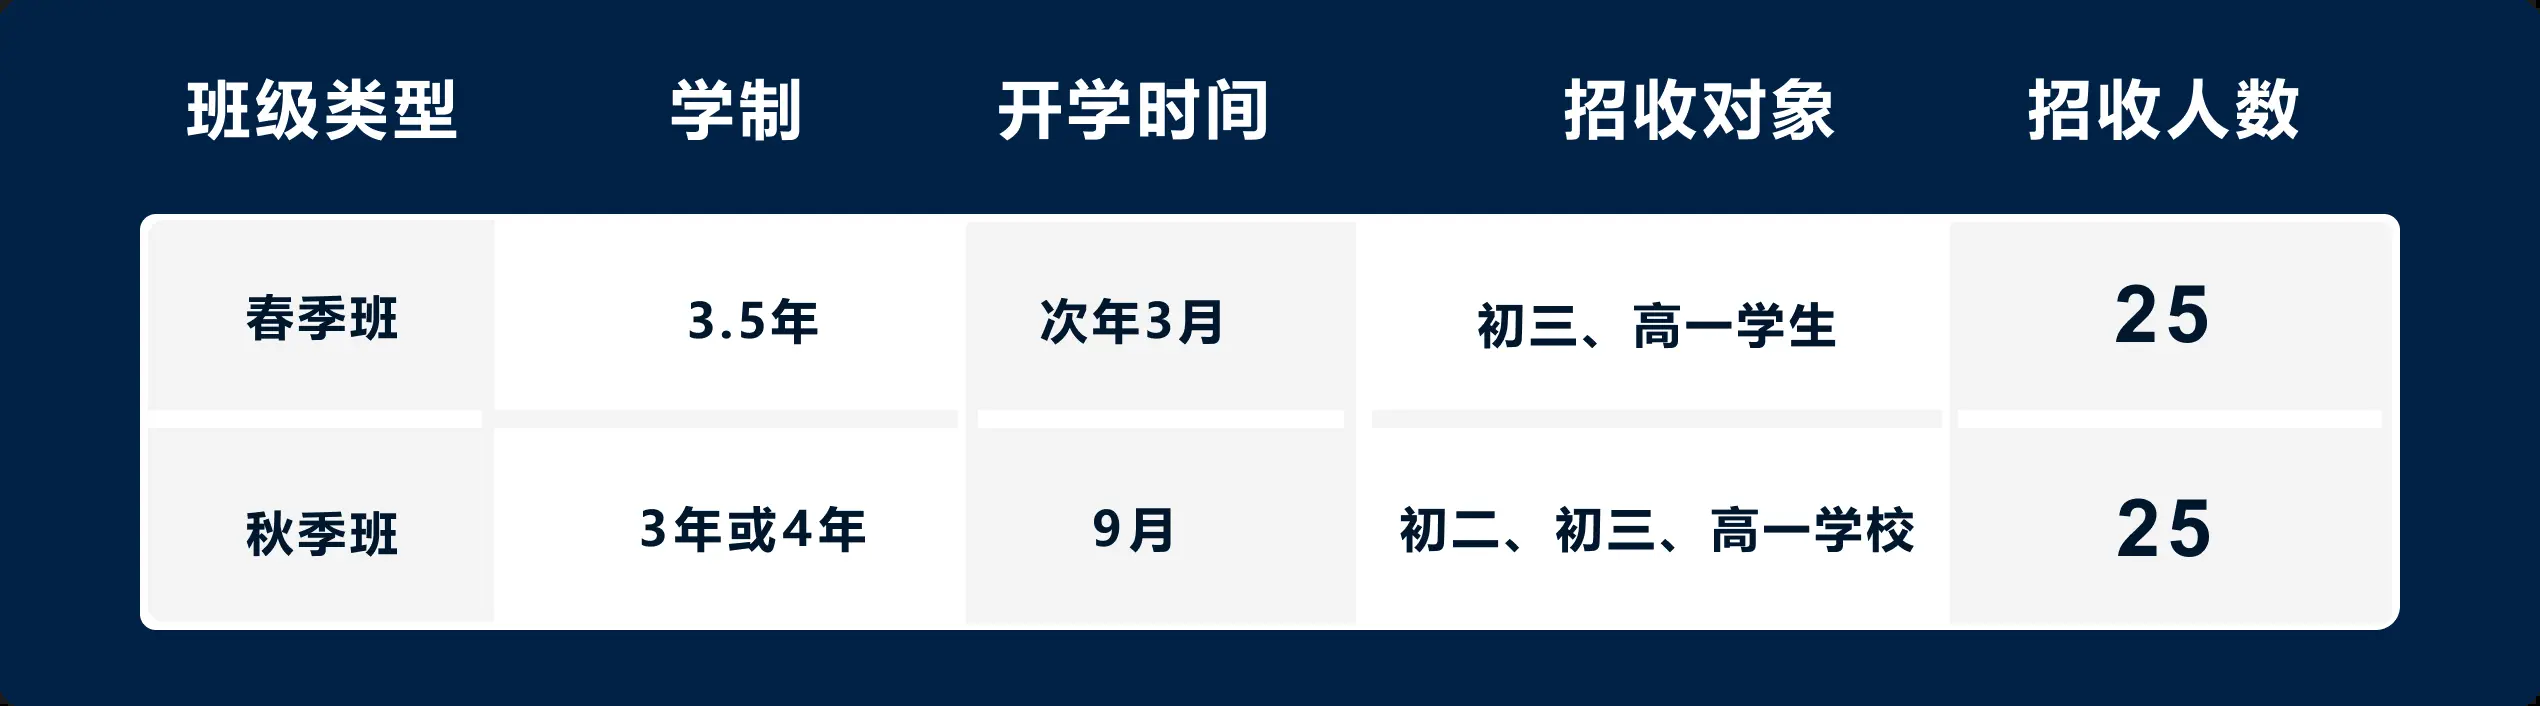 班级类型 学制 开学时间 招收对象 招收人数
春季班 3.5年 次年3月 初三、高一学生 25
秋季班 3年或4年 9月 初二、初三、高一学校 25